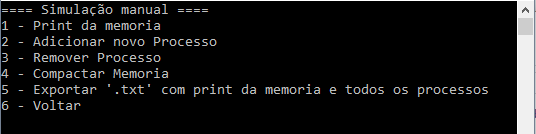 ==== Simulação manual ====
1 - Print da memoria
2 - Adicionar novo Processo
3 - Remover Processo
4 - Compactar Memoria
5 - Exportar '.txt' com print da memoria e todos os processos
6 - Voltar